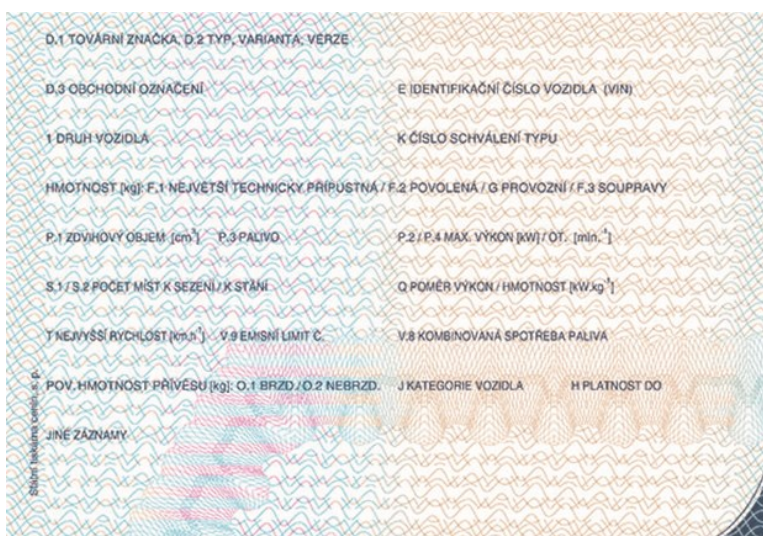 D.1 TOVÁRNÍ ZNAČKA, D.2 TYP, VARIANTA, VERZE
D.3 OBCHODNÍ OZNAČENÍ E IDENTIFIKAČNÍ ČÍSLO VOZIDLA (VIN)
1 DRUH VOZIDLA K ČÍSLO SCHVÁLENÍ TYPU
HMOTNOST [kg]: F.1 NEJVĚTŠÍ TECHNICKY PŘÍPUSTNÁ / F.2 POVOLENÁ / G PROVOZNÍ / F.3 SOUPRAVY
P.1 ZDVIHOVÝ OBJEM [cm³] P.3 PALIVO P.2 / P.4 MAX. VÝKON [kW] / OT. [min.⁻¹]
S.1 / S.2 POČET MÍST K SEZENÍ / K STÁNÍ Q POMĚR VÝKON / HMOTNOST [kW.kg⁻¹]
T NEJVYŠŠÍ RYCHLOST [km.h⁻¹] V.9 EMISNÍ LIMIT Č. V.8 KOMBINOVANÁ SPOTŘEBA PALIVA
POV. HMOTNOST PŘÍVĚSU [kg]: O.1 BRZD. / O.2 NEBRZD. J KATEGORIE VOZIDLA H PLATNOST DO
JINÉ ZÁZNAMY
Státní tiskárna cenin, s. p.